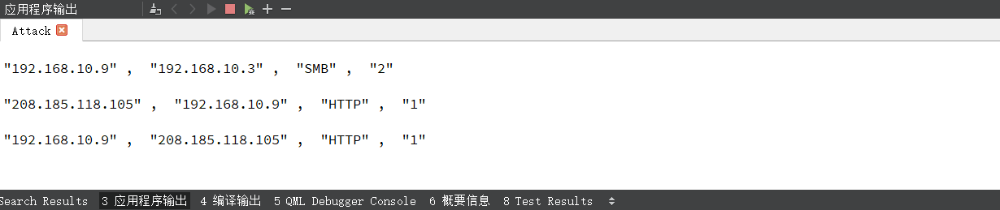 应用程序输出
Attack
"192.168.10.9" , "192.168.10.3" , "SMB" , "2"
"208.185.118.105" , "192.168.10.9" , "HTTP" , "1"
"192.168.10.9" , "208.185.118.105" , "HTTP" , "1"
Search Results 3 应用程序输出 4 编译输出 5 QML Debugger Console 6 概要信息 8 Test Results